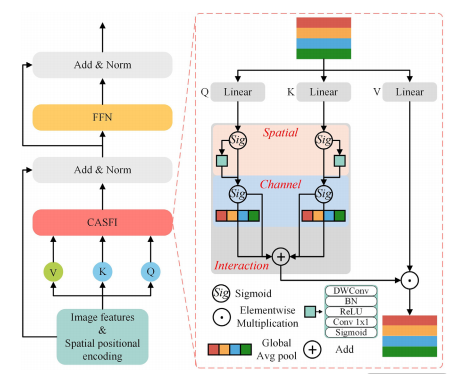 Add & Norm
FFN
Add & Norm
CASFI
V
K
Q
Image features
&
Spatial positional
encoding
Q
Linear
K
Linear
V
Linear
Spatial
Sig
Sig
Channel
Sig
Sig
Interaction
Sig
Sigmoid
Elementwise
Multiplication
DWConv
BN
ReLU
Conv 1x1
Sigmoid
Global
Avg pool
Add